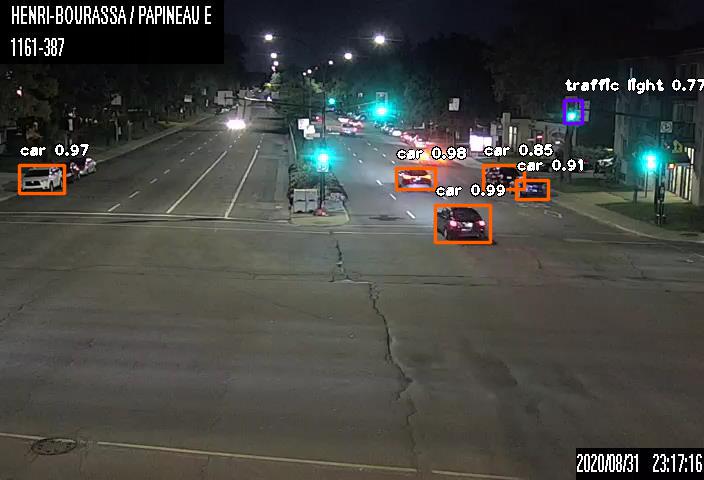 HENRI-BOURASSA / PAPINEAU E
1161-387
traffic light 0.77
car 0.97
car 0.98
car 0.85
car 0.91
car 0.99
2020/08/31 23:17:16